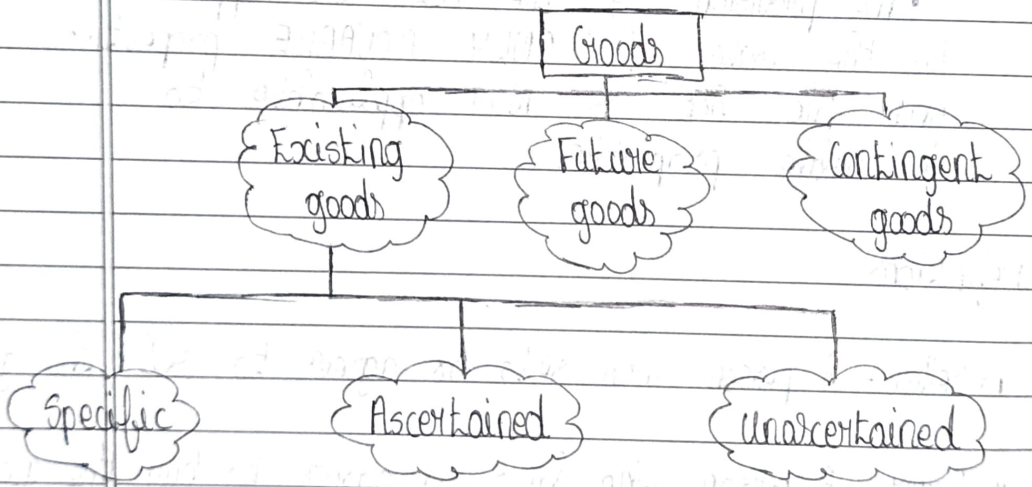 Goods
Existing
goods
Future
goods
Contingent
goods
Specific
Ascertained
Unascertained